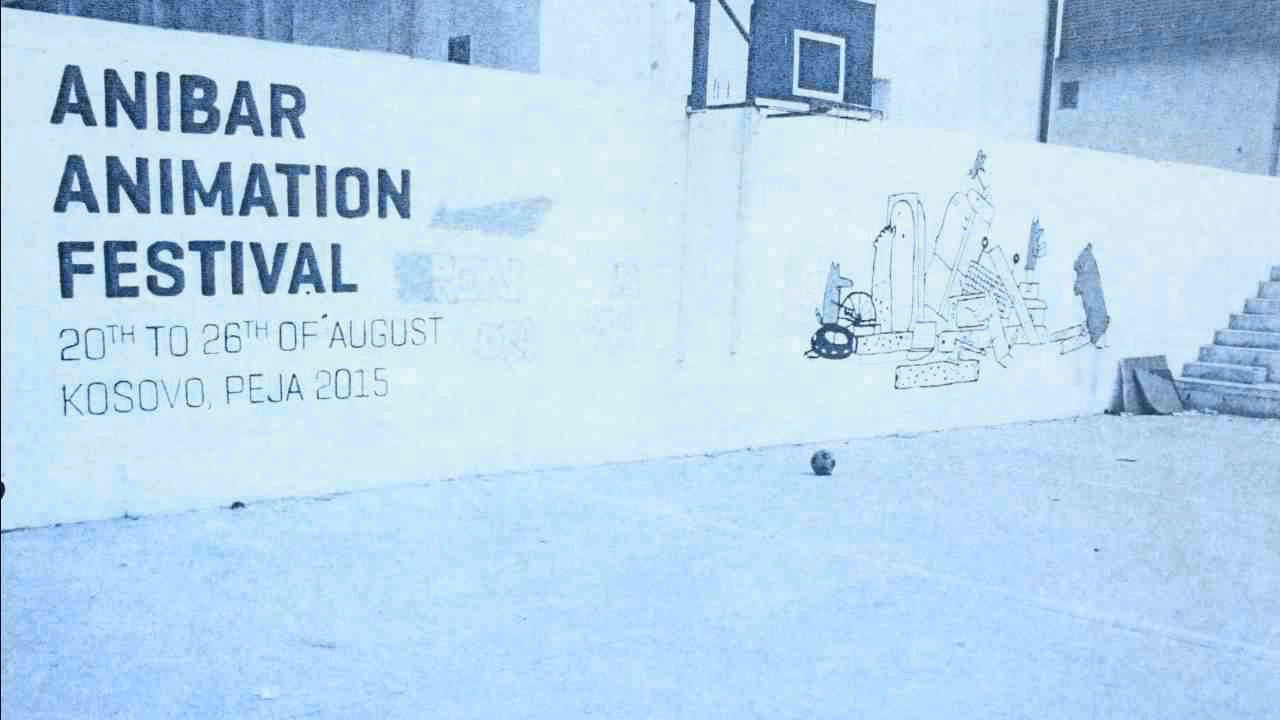 ANIBAR
ANIMATION
FESTIVAL
20TH TO 26TH OF AUGUST
KOSOVO, PEJA 2015